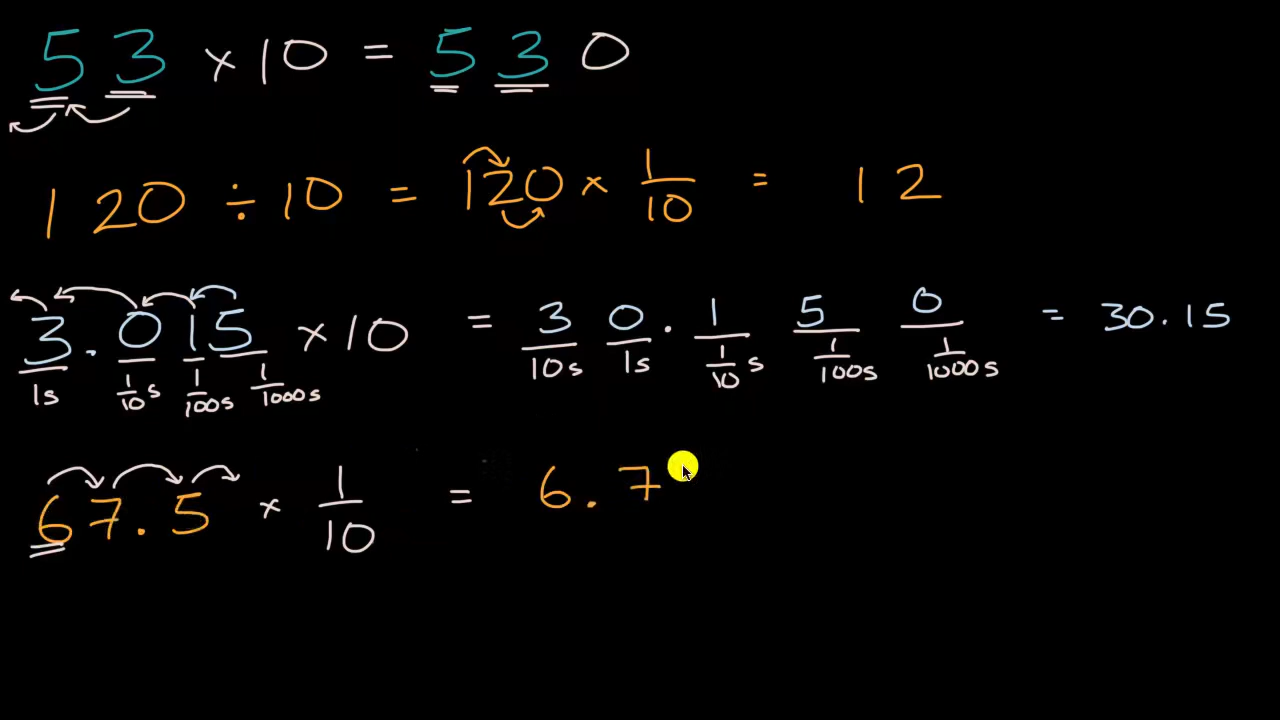 53 × 10 = 530
120 ÷ 10 = 120 × 1/10 = 12
3.015 × 10 = 3 0 . 1 5 0 = 30.15
1s 1/10s 1/100s 1/1000s 10s 1s 1/10s 1/100s 1/1000s
67.5 × 1/10 = 6.7